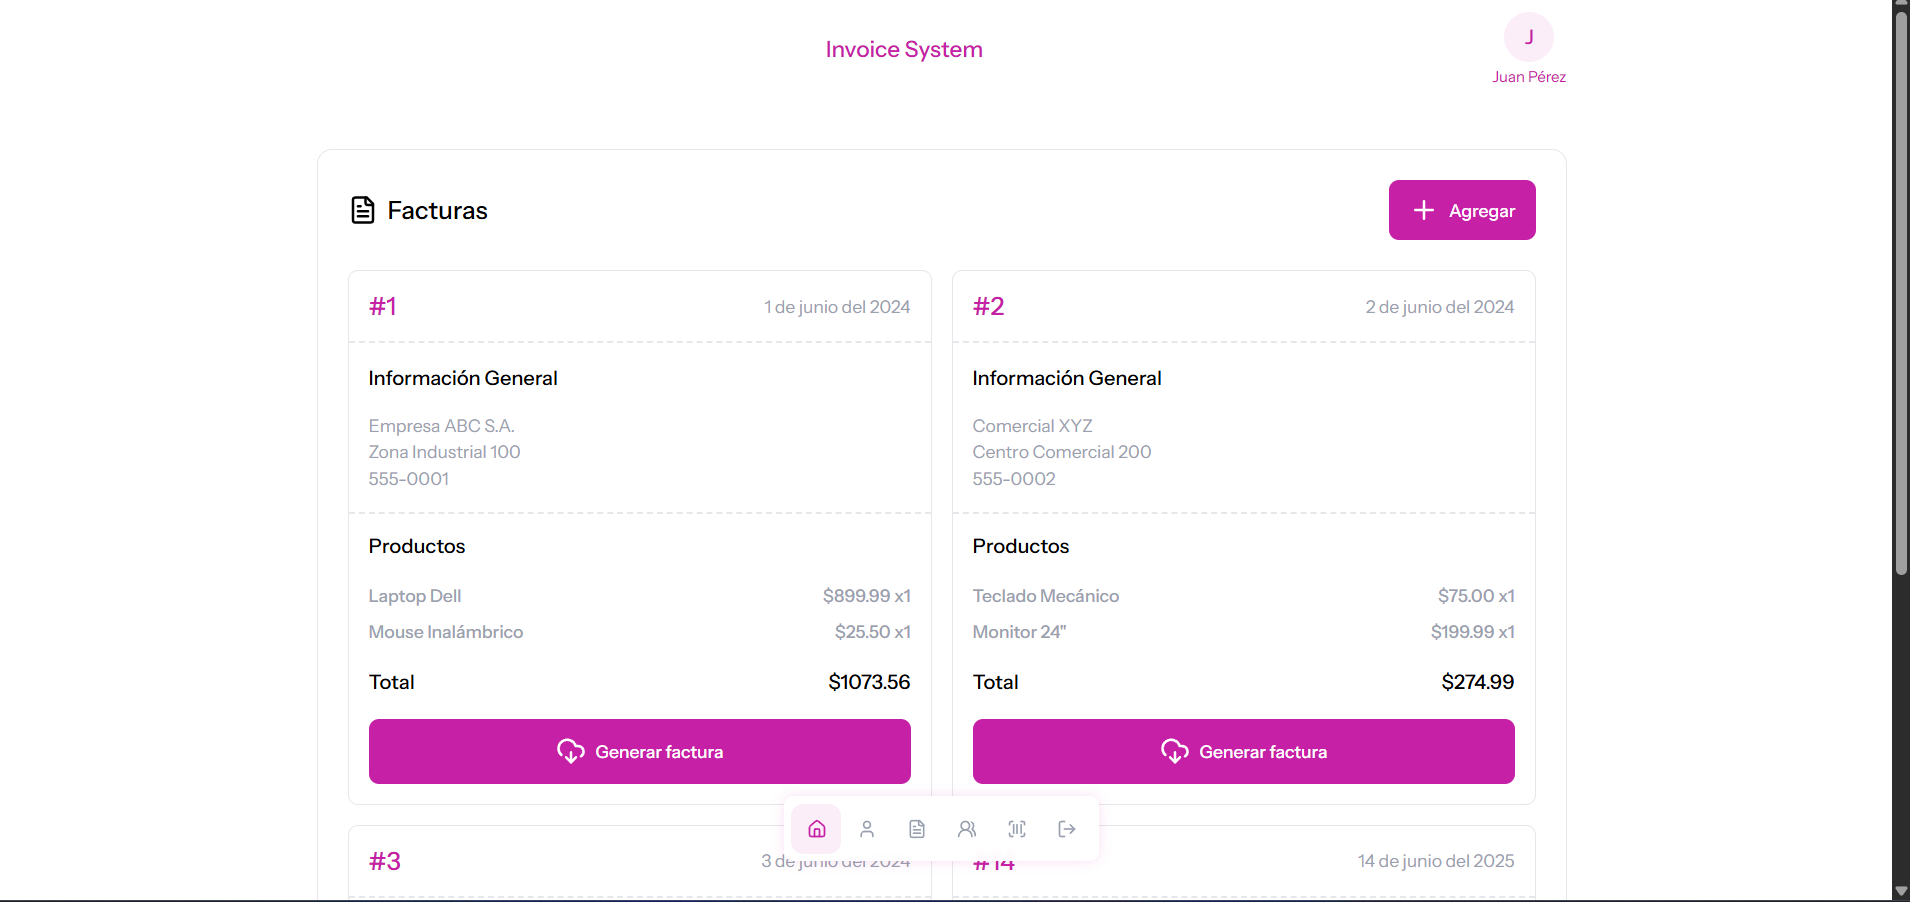 Invoice System
J
Juan Pérez
Facturas
Agregar
#1
1 de junio del 2024
Información General
Empresa ABC S.A.
Zona Industrial 100
555-0001
Productos
Laptop Dell
$899.99 x1
Mouse Inalámbrico
$25.50 x1
Total
$1073.56
Generar factura
#2
2 de junio del 2024
Información General
Comercial XYZ
Centro Comercial 200
555-0002
Productos
Teclado Mecánico
$75.00 x1
Monitor 24"
$199.99 x1
Total
$274.99
Generar factura
#3
3 de junio del 2024
#14
14 de junio del 2025